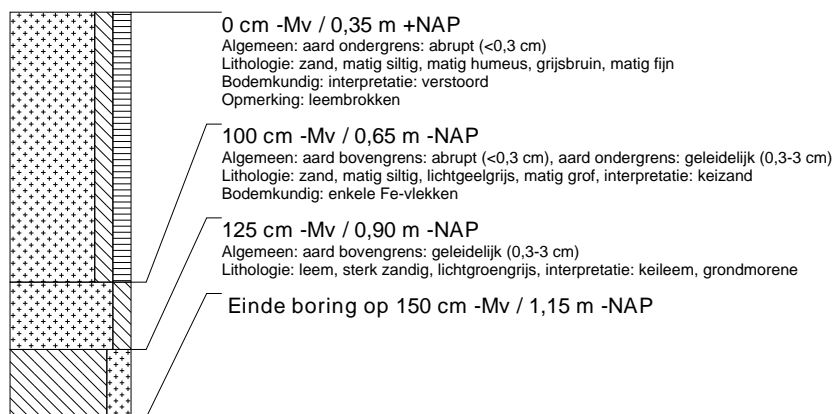 0 cm -Mv / 0,35 m +NAP
Algemeen: aard ondergrens: abrupt (<0,3 cm)
Lithologie: zand, matig siltig, matig humeus, grijsbruin, matig fijn
Bodemkundig: interpretatie: verstoord
Opmerking: leembrokken
100 cm -Mv / 0,65 m -NAP
Algemeen: aard bovengrens: abrupt (<0,3 cm), aard ondergrens: geleidelijk (0,3-3 cm)
Lithologie: zand, matig siltig, lichtgeelgrijs, matig grof, interpretatie: keizand
Bodemkundig: enkele Fe-vlekken
125 cm -Mv / 0,90 m -NAP
Algemeen: aard bovengrens: geleidelijk (0,3-3 cm)
Lithologie: leem, sterk zandig, lichtgroengrijs, interpretatie: keileem, grondmorene
Einde boring op 150 cm -Mv / 1,15 m -NAP